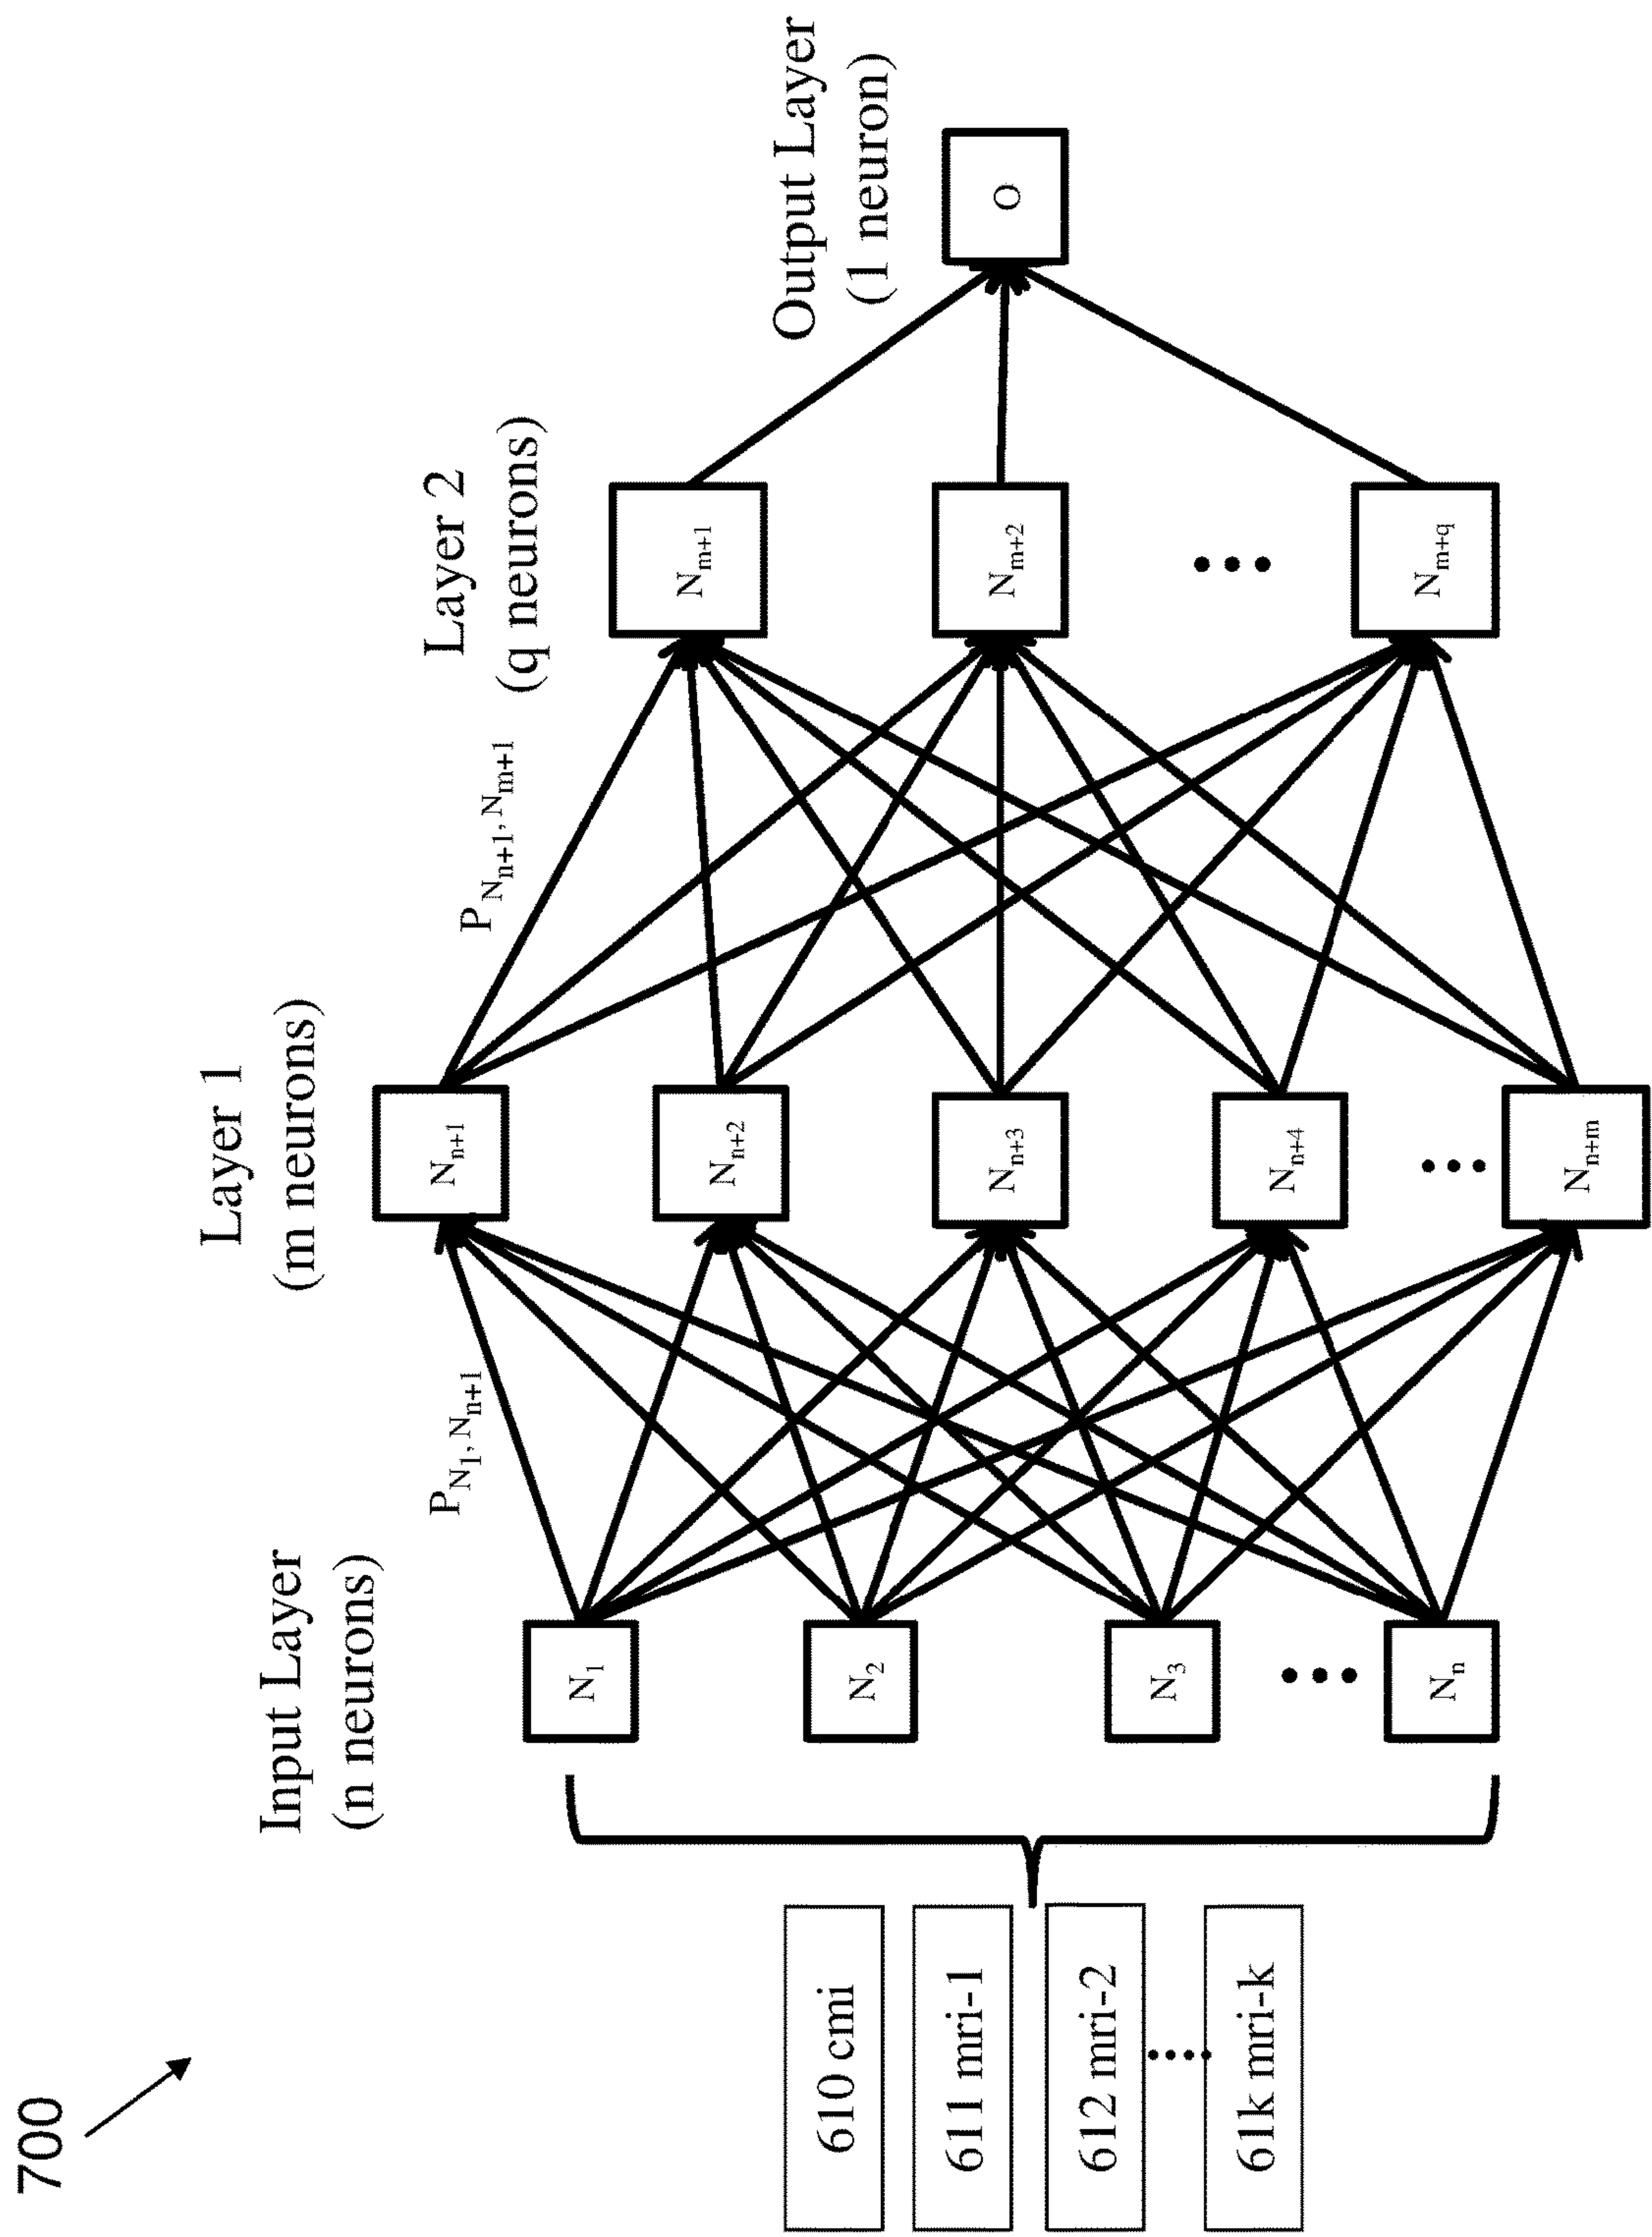 700
Input Layer
(n neurons)
Layer 1
(m neurons)
Layer 2
(q neurons)
Output Layer
(1 neuron)
P N₁, Nₙ₊₁
P Nₙ₊₁, Nₘ₊₁
610 cmi
611 mri-1
612 mri-2
61k mri-k
N₁
N₂
N₃
Nₙ
Nₙ₊₁
Nₙ₊₂
Nₙ₊₃
Nₙ₊₄
Nₙ₊ₘ
Nₘ₊₁
Nₘ₊₂
Nₘ₊q
O